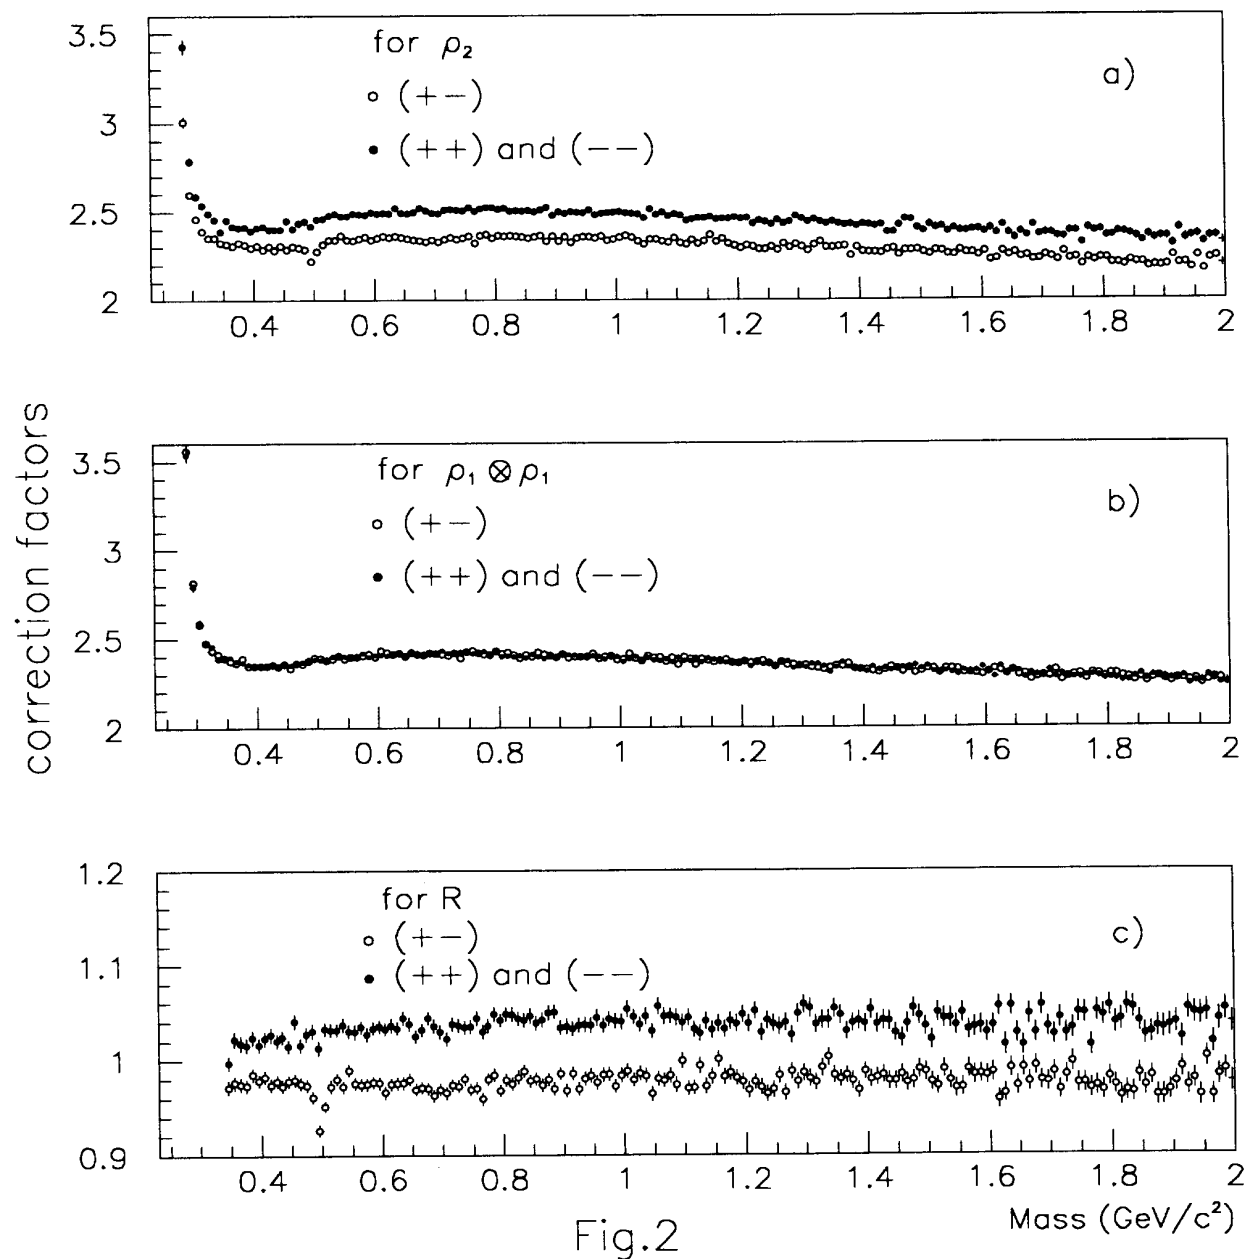 correction factors
3.5
3
2.5
2
for ρ₂
(+−)
(++) and (−−)
a)
0.4 0.6 0.8 1 1.2 1.4 1.6 1.8 2
3.5
3
2.5
2
for ρ₁ ⊗ ρ₁
(+−)
(++) and (−−)
b)
0.4 0.6 0.8 1 1.2 1.4 1.6 1.8 2
1.2
1.1
1
0.9
for R
(+−)
(++) and (−−)
c)
0.4 0.6 0.8 1 1.2 1.4 1.6 1.8 2
Mass (GeV/c²)
Fig.2